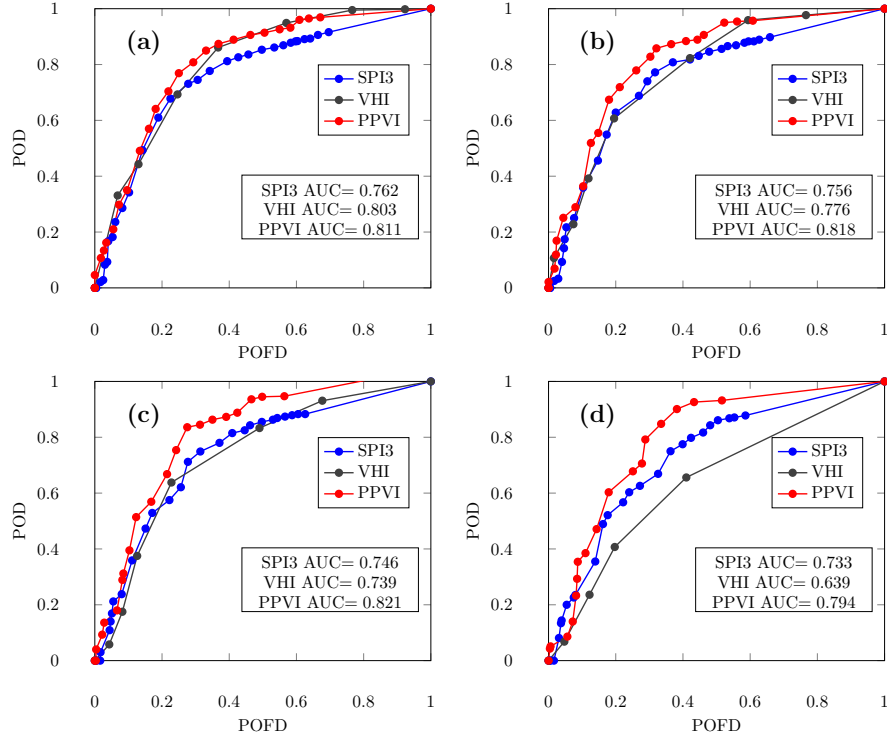 (a)
1
0.8
0.6
0.4
0.2
0
POD
SPI3
VHI
PPVI
SPI3 AUC= 0.762
VHI AUC= 0.803
PPVI AUC= 0.811
0 0.2 0.4 0.6 0.8 1
POFD
(b)
1
0.8
0.6
0.4
0.2
0
POD
SPI3
VHI
PPVI
SPI3 AUC= 0.756
VHI AUC= 0.776
PPVI AUC= 0.818
0 0.2 0.4 0.6 0.8 1
POFD
(c)
1
0.8
0.6
0.4
0.2
0
POD
SPI3
VHI
PPVI
SPI3 AUC= 0.746
VHI AUC= 0.739
PPVI AUC= 0.821
0 0.2 0.4 0.6 0.8 1
POFD
(d)
1
0.8
0.6
0.4
0.2
0
POD
SPI3
VHI
PPVI
SPI3 AUC= 0.733
VHI AUC= 0.639
PPVI AUC= 0.794
0 0.2 0.4 0.6 0.8 1
POFD